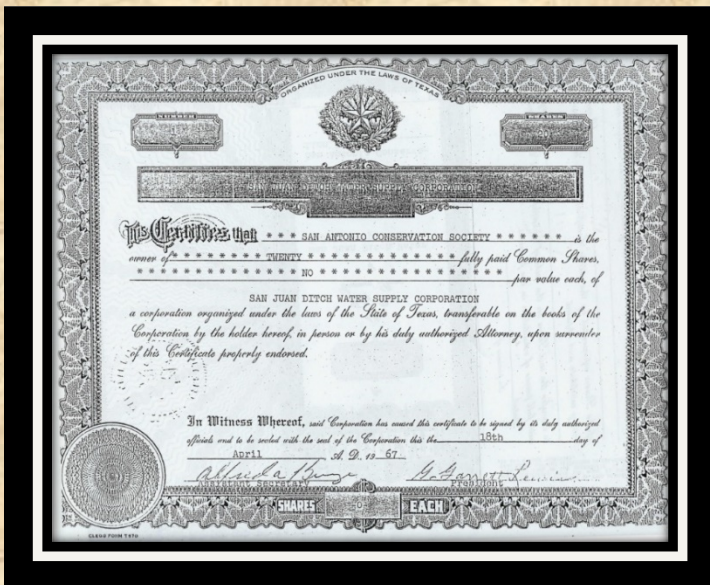 ORGANIZED UNDER THE LAWS OF TEXAS
NUMBER
SHARES
SAN JUAN DITCH WATER SUPPLY CORPORATION
This Certifies that * * * SAN ANTONIO CONSERVATION SOCIETY * * * * * * is the
owner of * * * * * * * * * TWENTY * * * * * * * * * * * * fully paid Common Shares,
* * * * * * * * * * * * * * * NO * * * * * * * * * * * * * * * par value each, of
SAN JUAN DITCH WATER SUPPLY CORPORATION
a corporation organized under the laws of the State of Texas, transferable on the books of the
Corporation by the holder hereof, in person or by his duly authorized Attorney, upon surrender
of this Certificate properly endorsed.
In Witness Whereof, said Corporation has caused this certificate to be signed by its duly authorized
officials and to be sealed with the seal of the Corporation this the 18th day of
April A. D. 19 67.
Assistant Secretary President
SHARES EACH